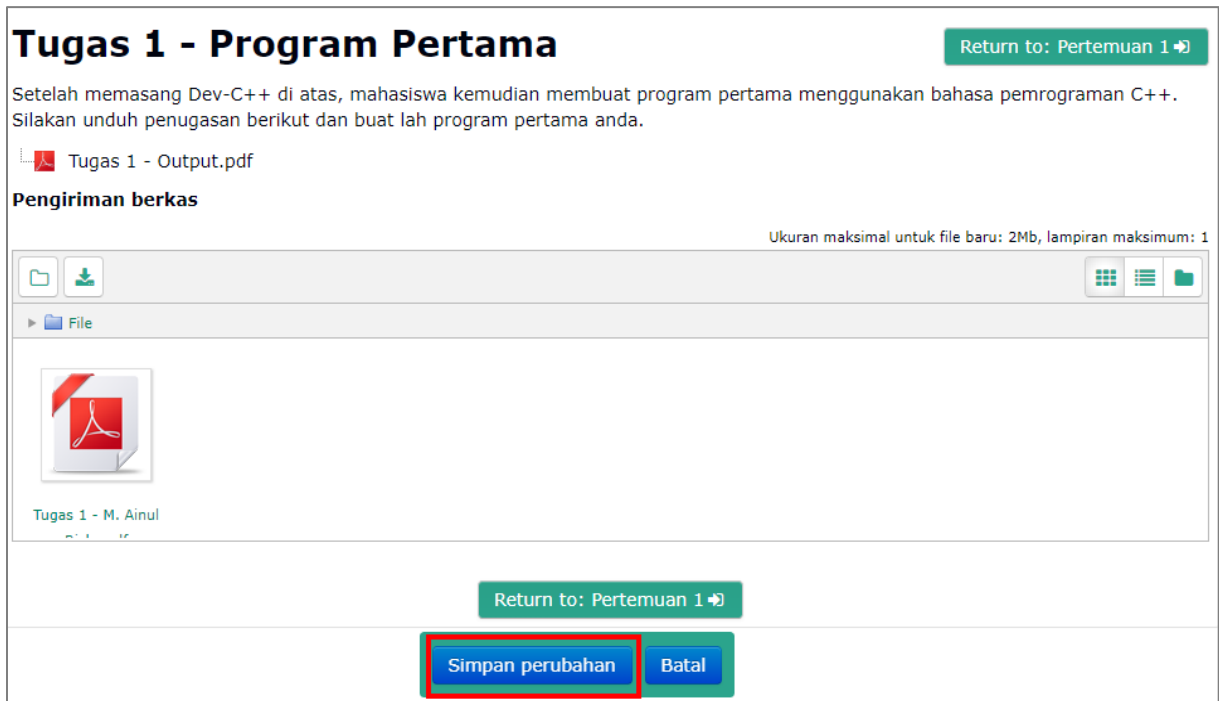 Tugas 1 - Program Pertama
Return to: Pertemuan 1
Setelah memasang Dev-C++ di atas, mahasiswa kemudian membuat program pertama menggunakan bahasa pemrograman C++.
Silakan unduh penugasan berikut dan buat lah program pertama anda.
Tugas 1 - Output.pdf
Pengiriman berkas
Ukuran maksimal untuk file baru: 2Mb, lampiran maksimum: 1
File
Tugas 1 - M. Ainul
Return to: Pertemuan 1
Simpan perubahan
Batal